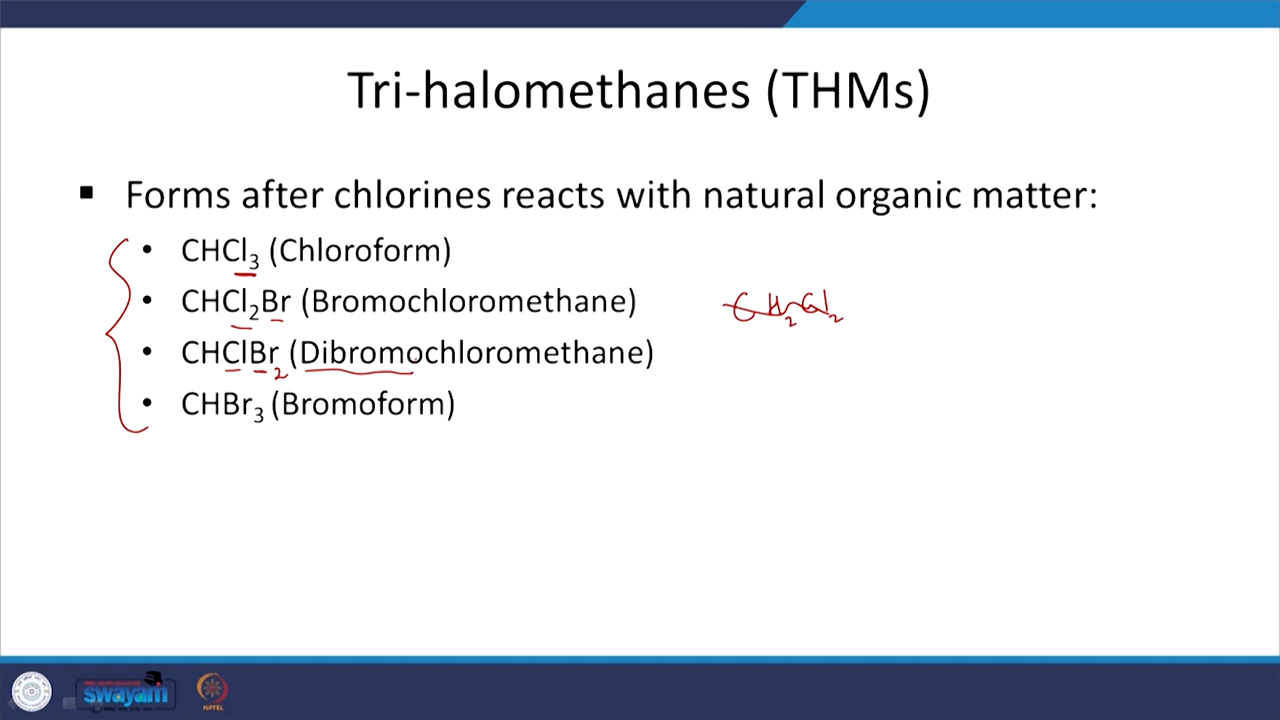 Tri-halomethanes (THMs)
▪ Forms after chlorines reacts with natural organic matter:
• CHCl₃ (Chloroform)
• CHCl₂Br (Bromochloromethane)
CH₂Cl₂
• CHClBr₂ (Dibromochloromethane)
• CHBr₃ (Bromoform)
swayam
NPTEL